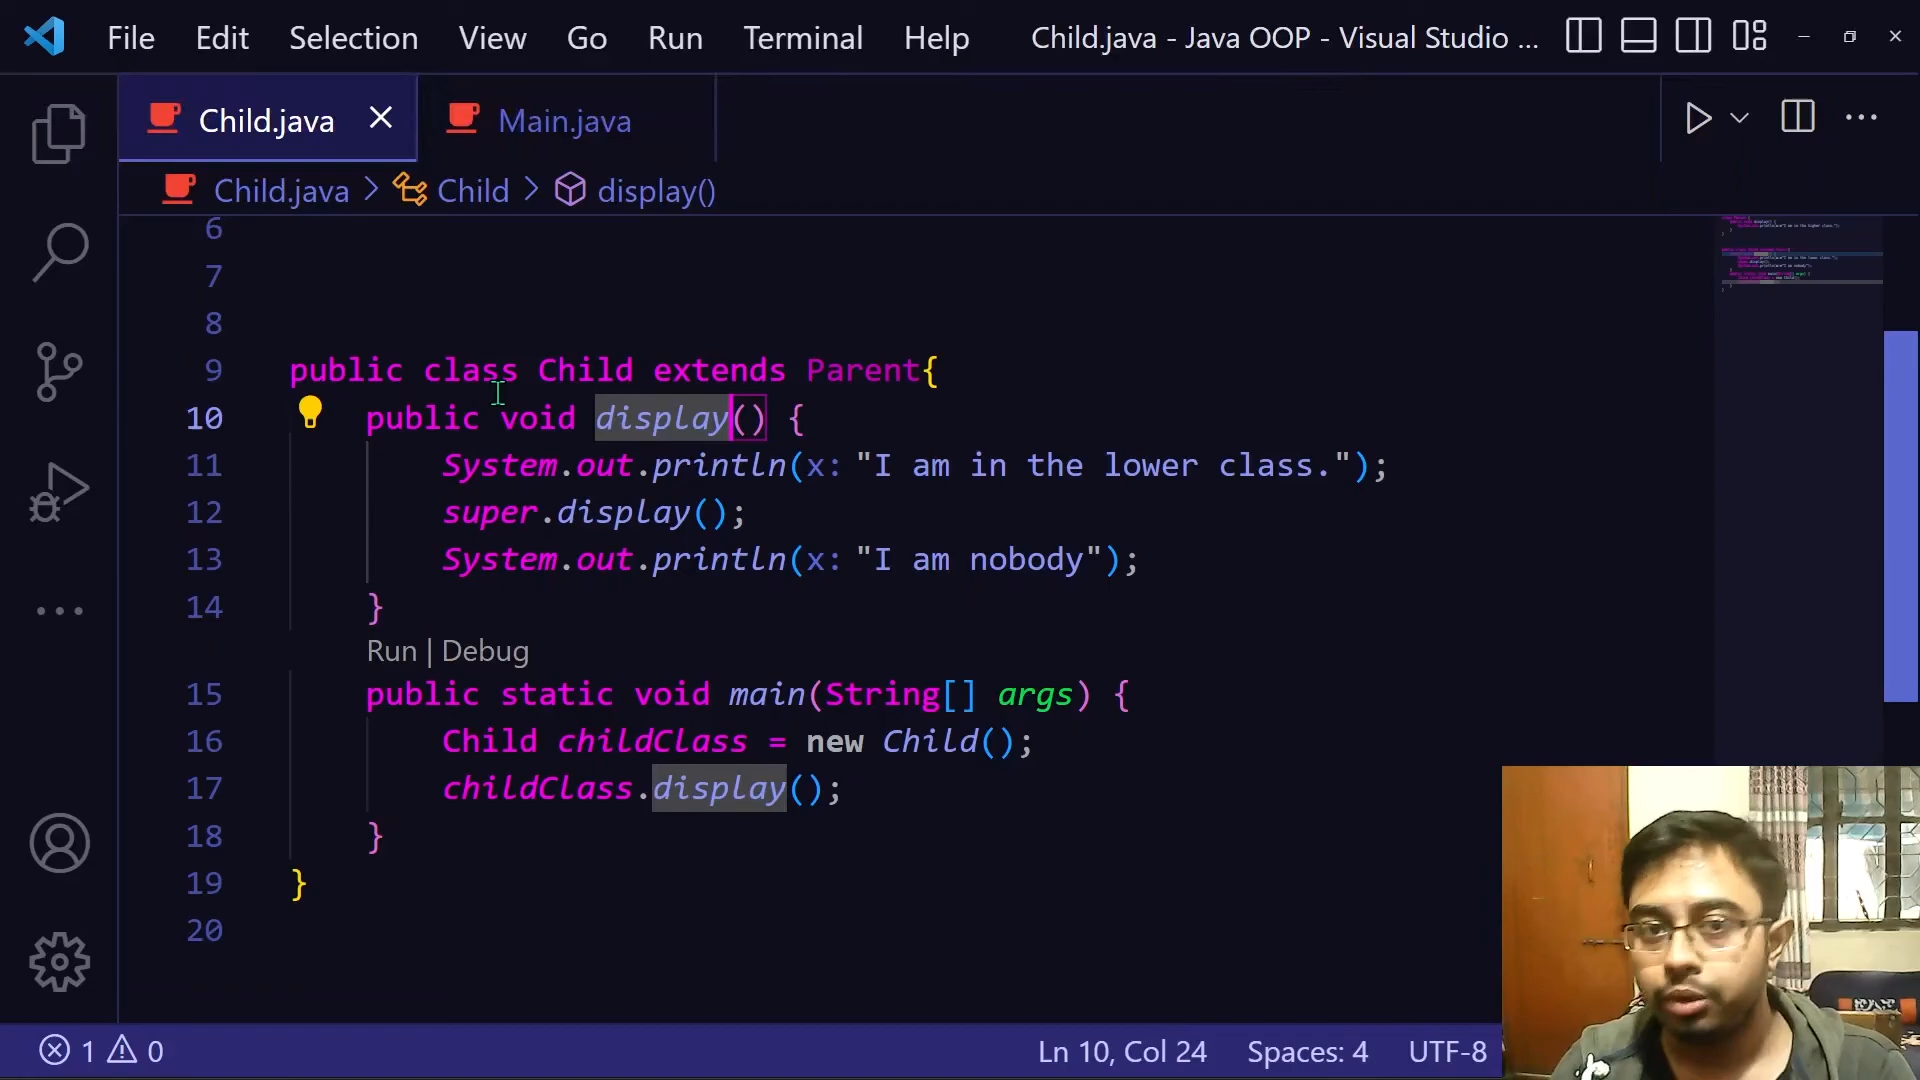 File Edit Selection View Go Run Terminal Help Child.java - Java OOP - Visual Studio ...
Child.java Main.java
Child.java > Child > display()
6
7
8
9 public class Child extends Parent{
10 public void display() {
11 System.out.println(x: "I am in the lower class.");
12 super.display();
13 System.out.println(x: "I am nobody");
14 }
Run | Debug
15 public static void main(String[] args) {
16 Child childClass = new Child();
17 childClass.display();
18 }
19 }
20
1 0 Ln 10, Col 24 Spaces: 4 UTF-8